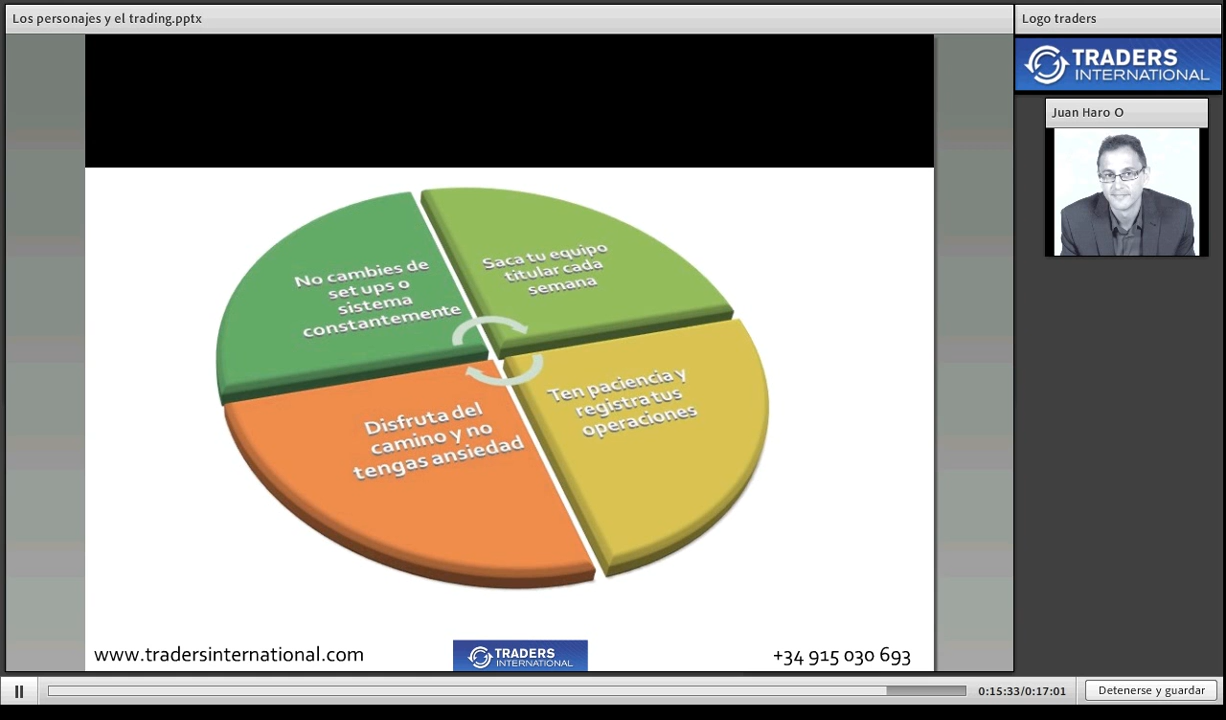 Los personajes y el trading.pptx
Logo traders
TRADERS
INTERNATIONAL
Juan Haro O
No cambies de
set ups o
sistema
constantemente
Saca tu equipo
titular cada
semana
Disfruta del
camino y no
tengas ansiedad
Ten paciencia y
registra tus
operaciones
www.tradersinternational.com
TRADERS
INTERNATIONAL
+34 915 030 693
0:15:33/0:17:01
Detenerse y guardar